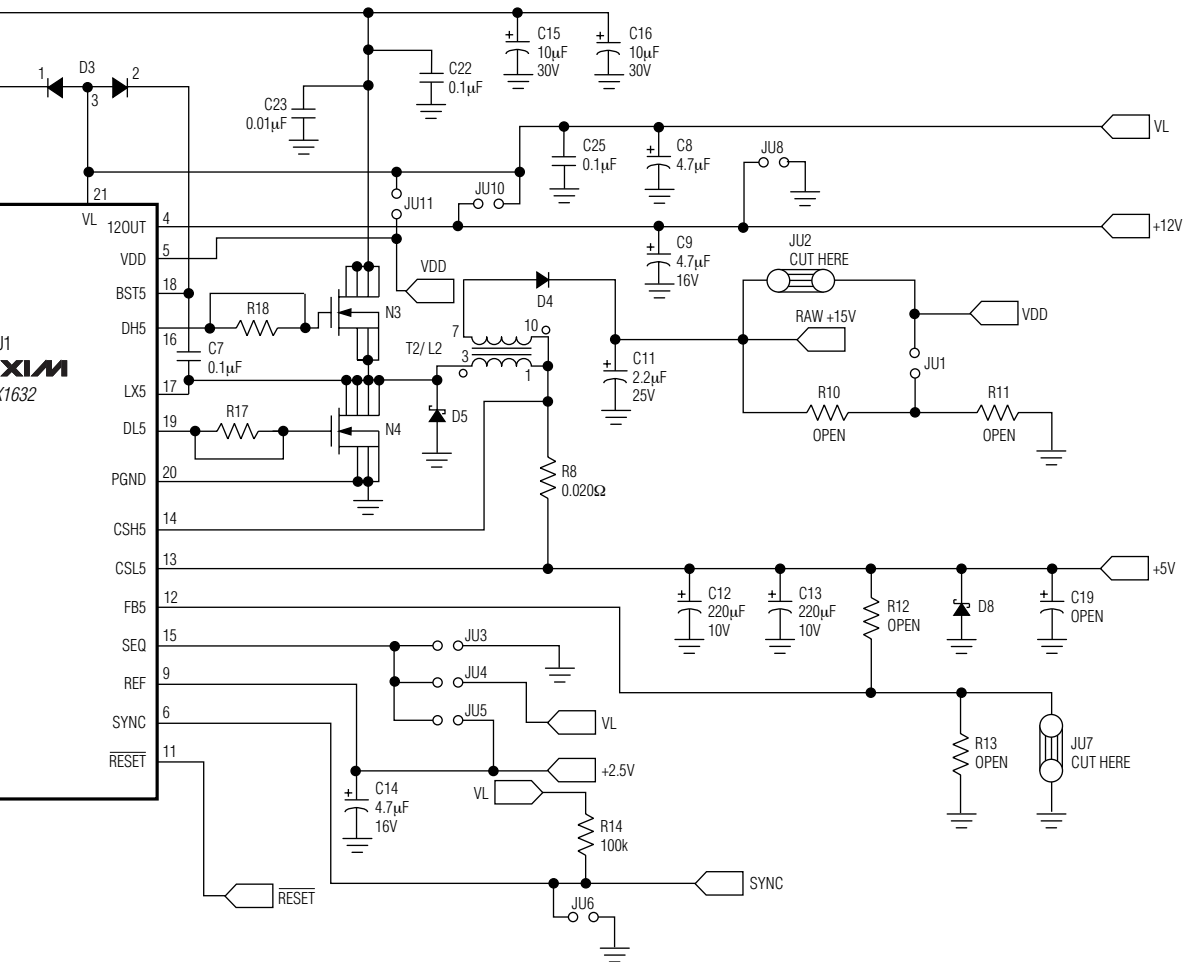 C15
10µF
30V
C16
10µF
30V
1
D3
2
3
C22
0.1µF
C23
0.01µF
VL
C25
0.1µF
C8
4.7µF
JU8
21
VL
JU11
JU10
12OUT
4
+12V
VDD
5
C9
4.7µF
16V
JU2
CUT HERE
VDD
BST5
18
R18
N3
D4
RAW +15V
VDD
DH5
16
C7
0.1µF
7
10
T2/ L2
3
1
C11
2.2µF
25V
JU1
LX5
17
R17
D5
R10
OPEN
R11
OPEN
DL5
19
N4
PGND
20
R8
0.020Ω
CSH5
14
CSL5
13
+5V
C12
220µF
10V
C13
220µF
10V
R12
OPEN
D8
C19
OPEN
FB5
12
SEQ
15
JU3
REF
9
JU4
VL
SYNC
6
JU5
RESET
11
+2.5V
R13
OPEN
JU7
CUT HERE
C14
4.7µF
16V
VL
R14
100k
SYNC
RESET
JU6